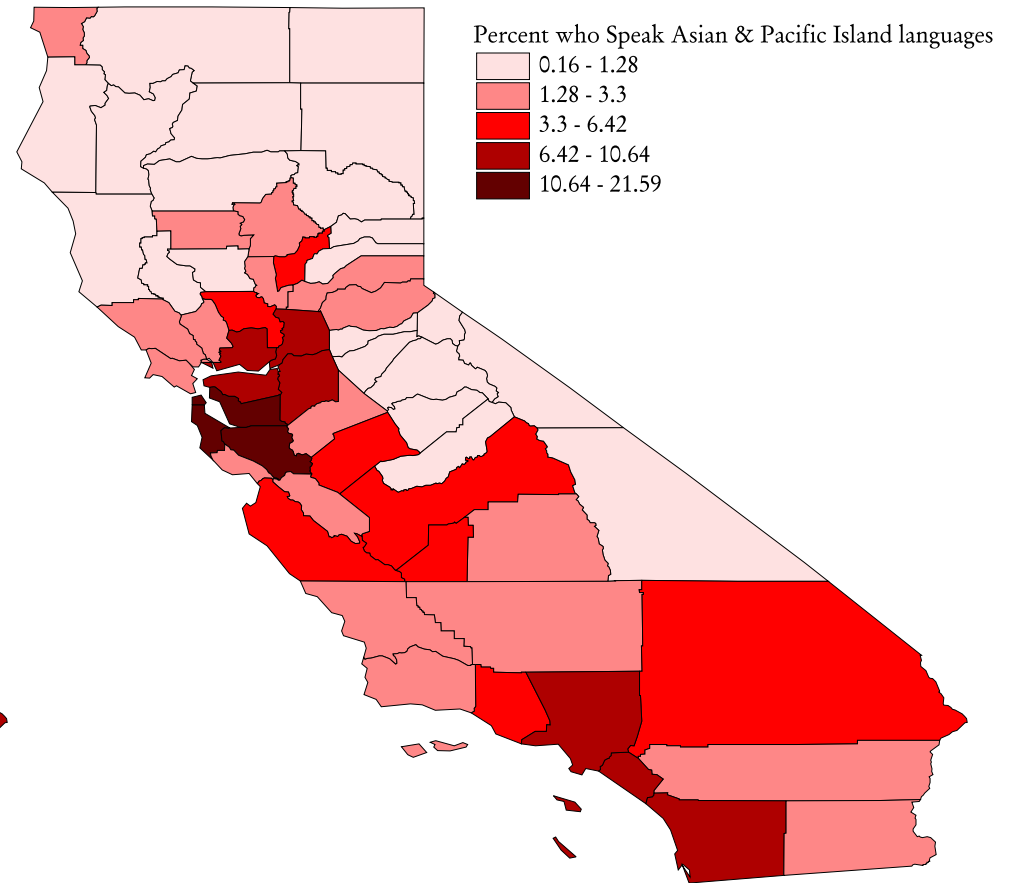 Percent who Speak Asian & Pacific Island languages
0.16 - 1.28
1.28 - 3.3
3.3 - 6.42
6.42 - 10.64
10.64 - 21.59